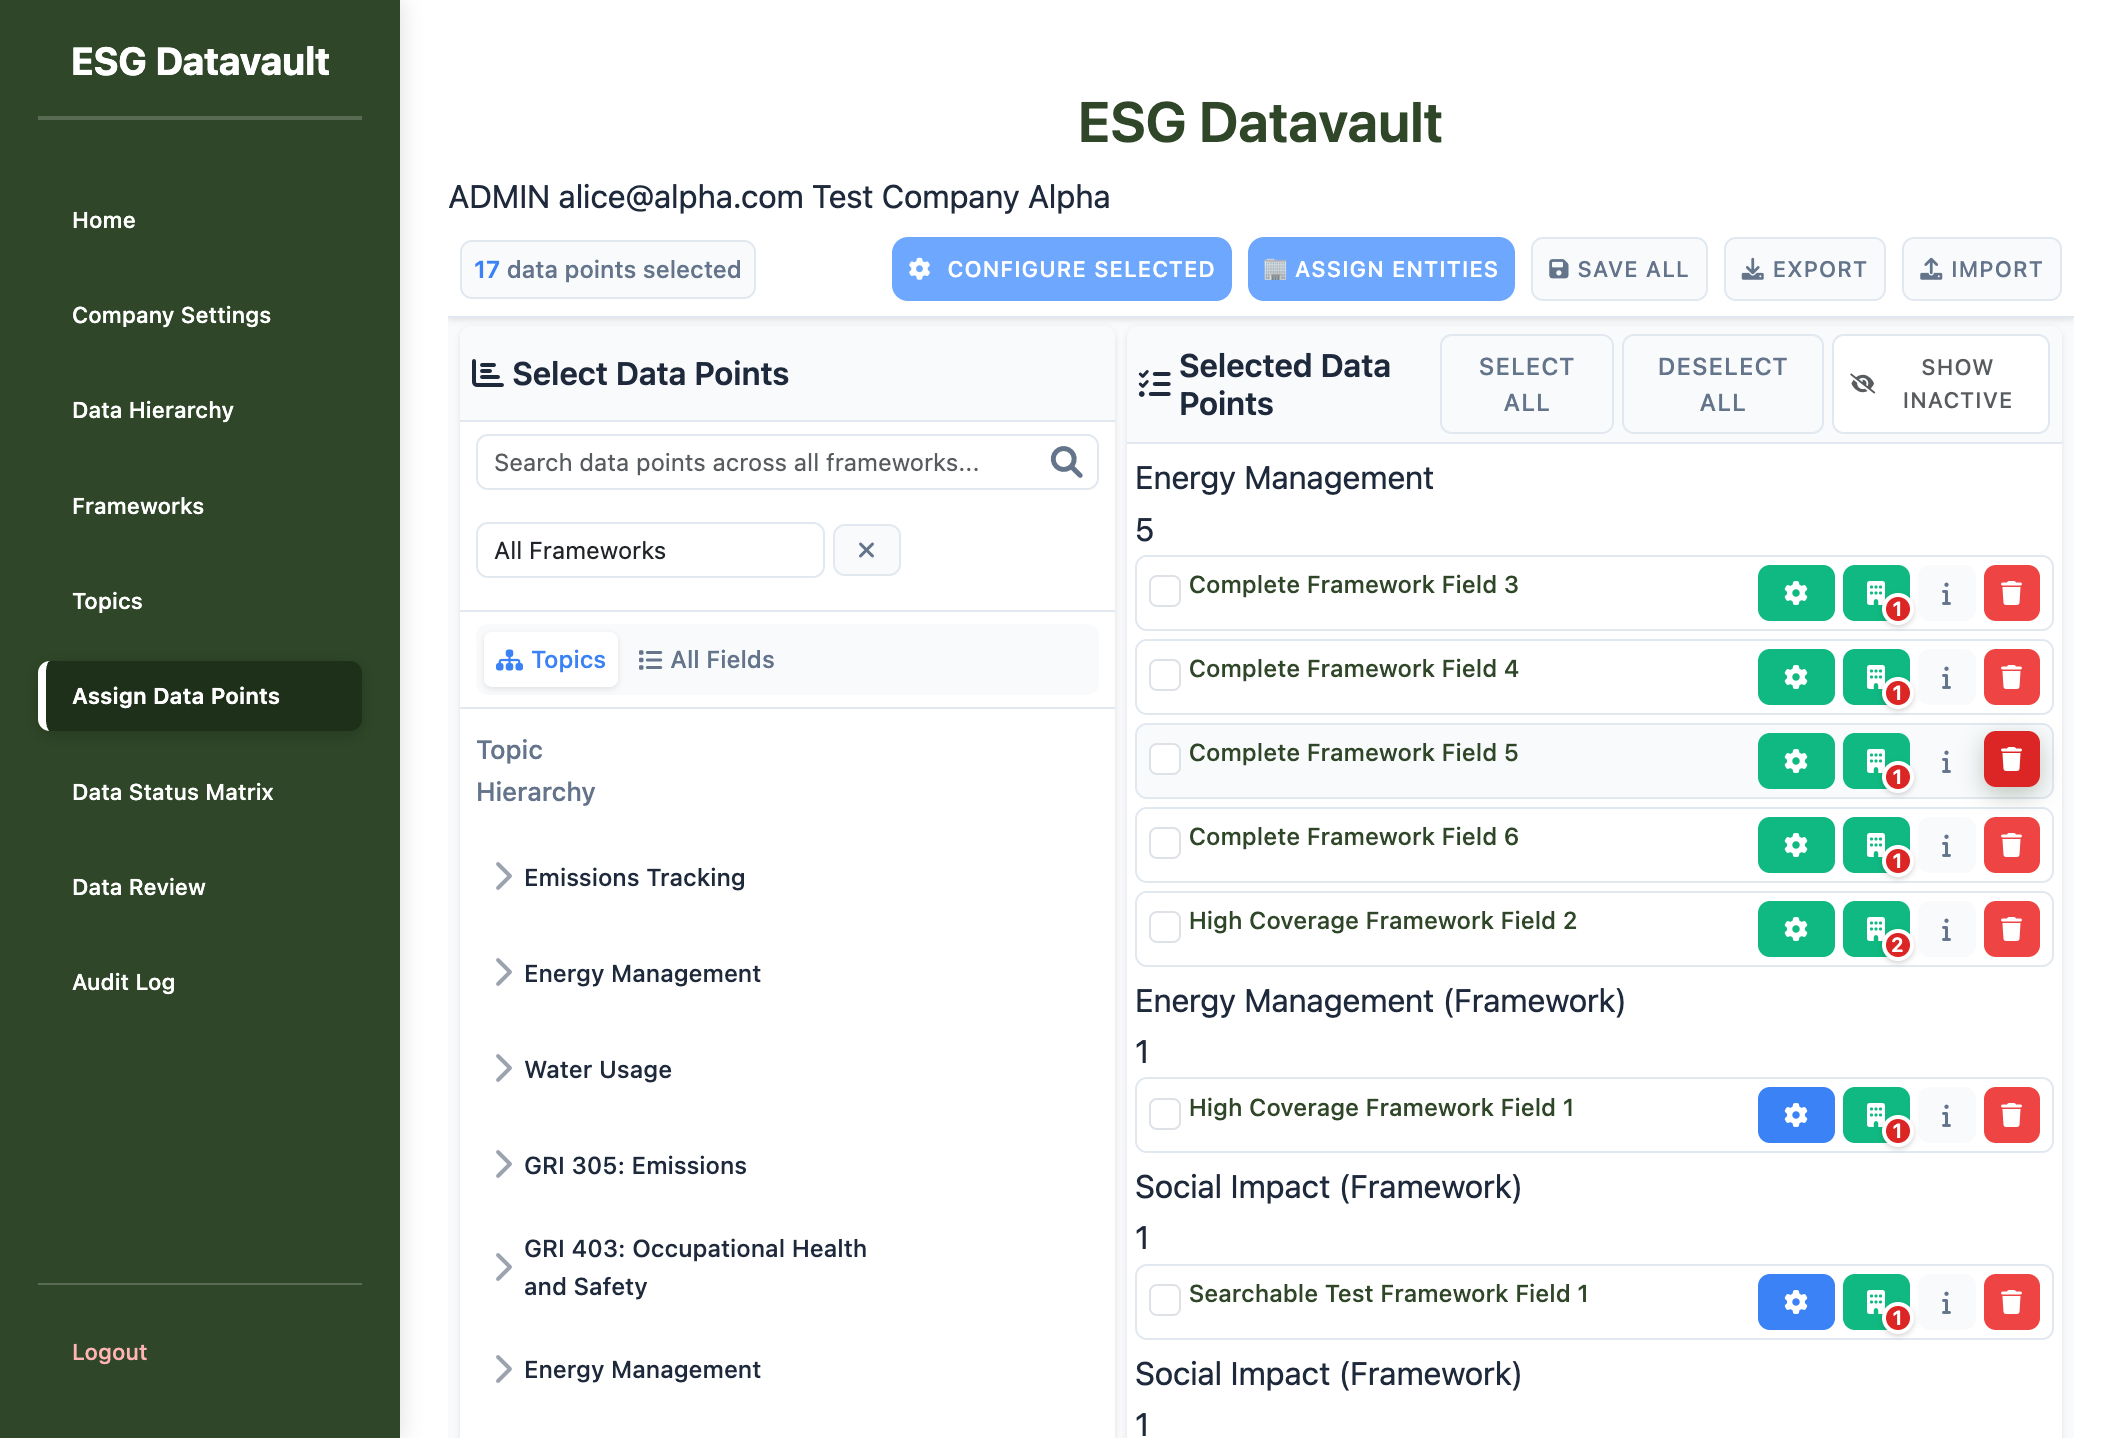 ESG Datavault
Home
Company Settings
Data Hierarchy
Frameworks
Topics
Assign Data Points
Data Status Matrix
Data Review
Audit Log
Logout
ESG Datavault
ADMIN alice@alpha.com Test Company Alpha
17 data points selected
CONFIGURE SELECTED
ASSIGN ENTITIES
SAVE ALL
EXPORT
IMPORT
Select Data Points
Search data points across all frameworks...
All Frameworks
Topics
All Fields
Topic
Hierarchy
Emissions Tracking
Energy Management
Water Usage
GRI 305: Emissions
GRI 403: Occupational Health
and Safety
Energy Management
Selected Data
Points
SELECT
ALL
DESELECT
ALL
SHOW
INACTIVE
Energy Management
5
Complete Framework Field 3
1
Complete Framework Field 4
1
Complete Framework Field 5
1
Complete Framework Field 6
1
High Coverage Framework Field 2
2
Energy Management (Framework)
1
High Coverage Framework Field 1
1
Social Impact (Framework)
1
Searchable Test Framework Field 1
1
Social Impact (Framework)
1